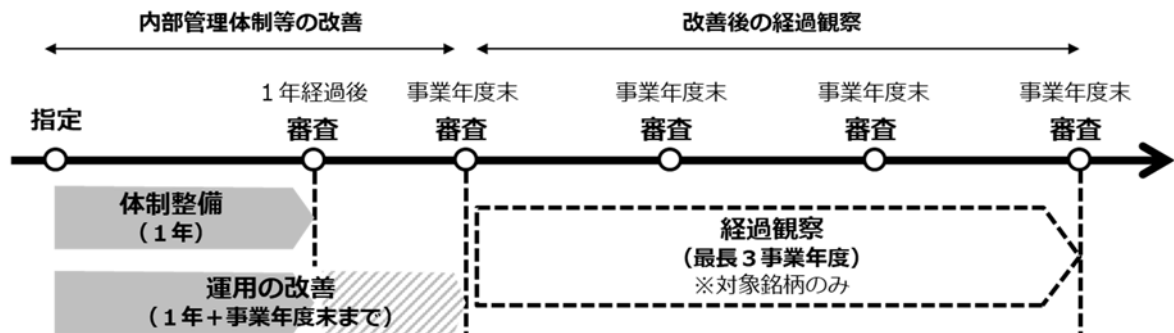 内部管理体制等の改善
改善後の経過観察
1年経過後
事業年度末
事業年度末
事業年度末
事業年度末
指定
審査
審査
審査
審査
審査
体制整備
(1年)
経過観察
(最長3事業年度)
※対象銘柄のみ
運用の改善
(1年+事業年度末まで)